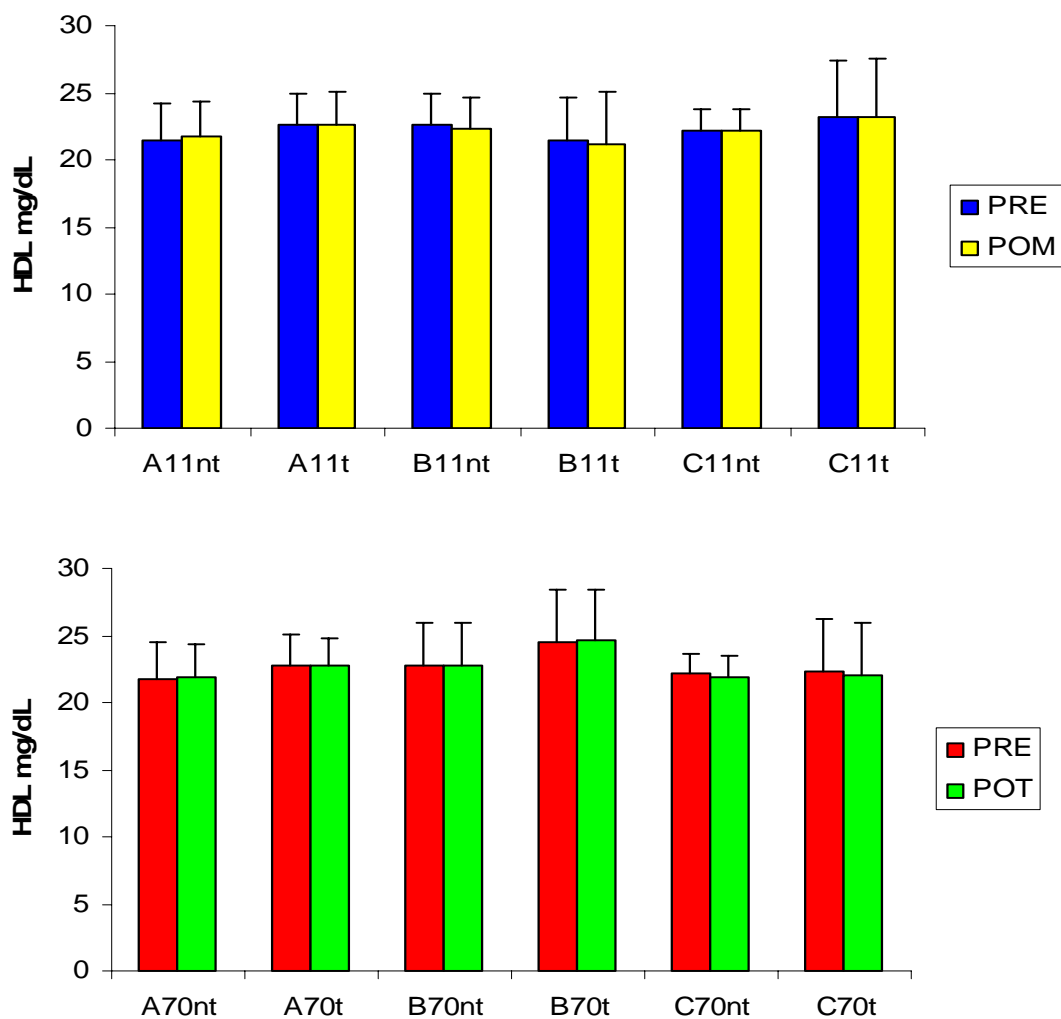 30
25
20
15
10
5
0
HDL mg/dL
A11nt A11t B11nt B11t C11nt C11t
PRE
POM
30
25
20
15
10
5
0
HDL mg/dL
A70nt A70t B70nt B70t C70nt C70t
PRE
POT